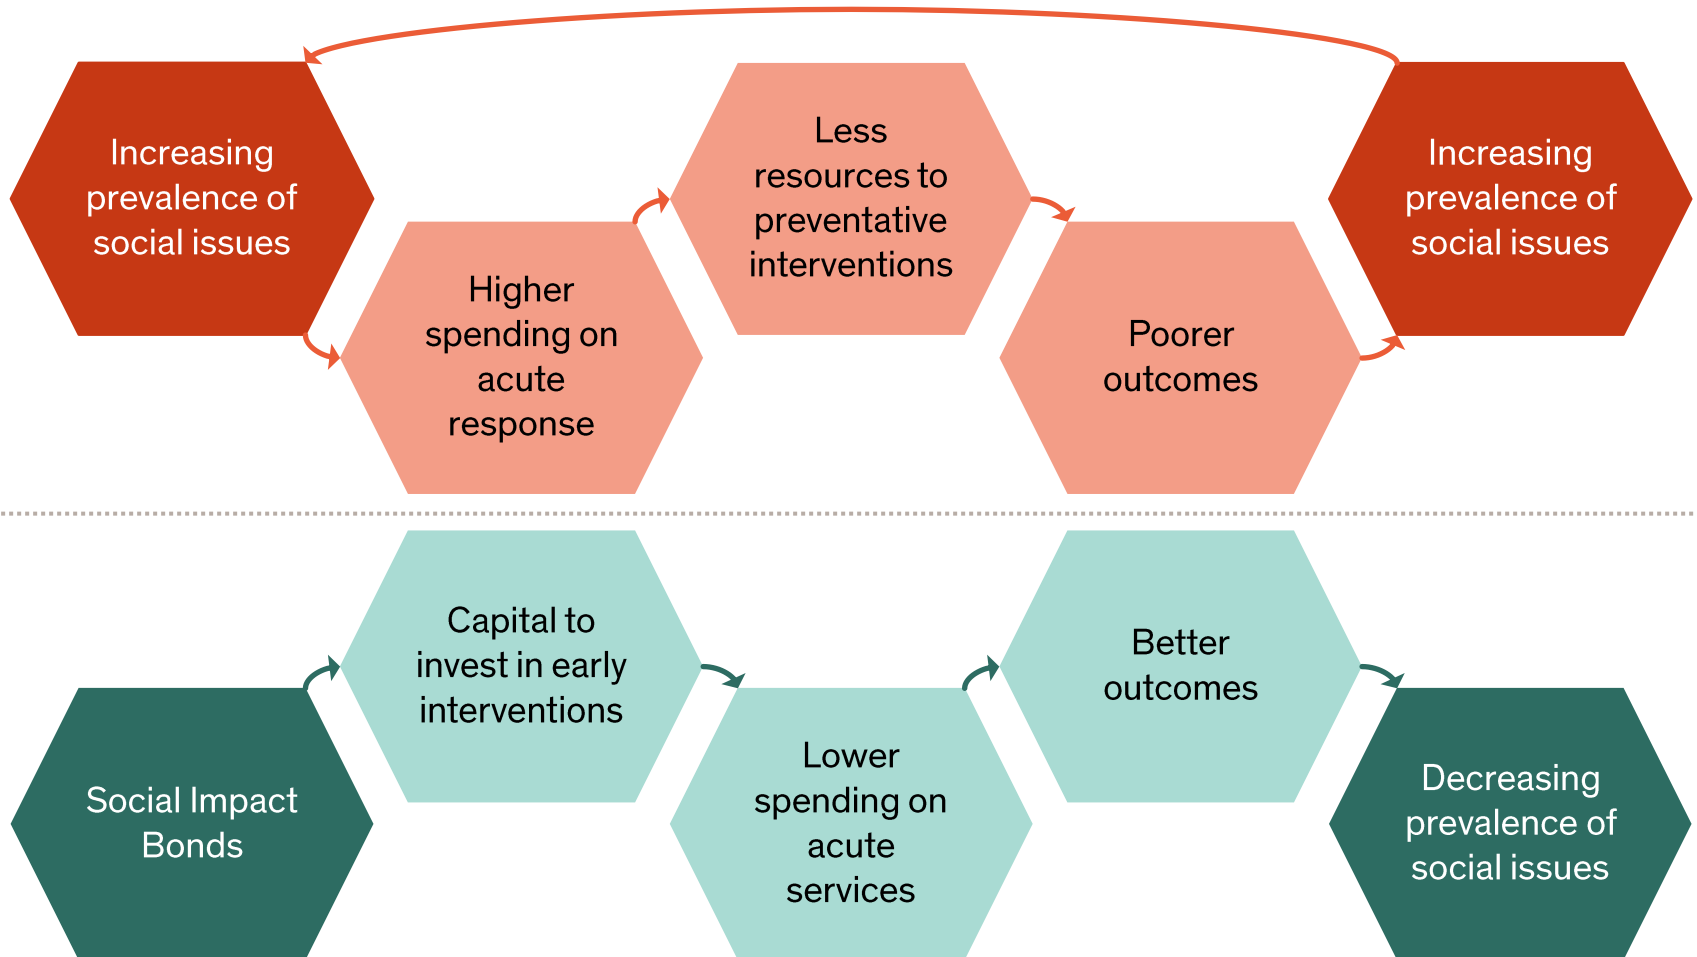 Increasing
prevalence of
social issues
Higher
spending on
acute
response
Less
resources to
preventative
interventions
Poorer
outcomes
Increasing
prevalence of
social issues
Social Impact
Bonds
Capital to
invest in early
interventions
Lower
spending on
acute
services
Better
outcomes
Decreasing
prevalence of
social issues